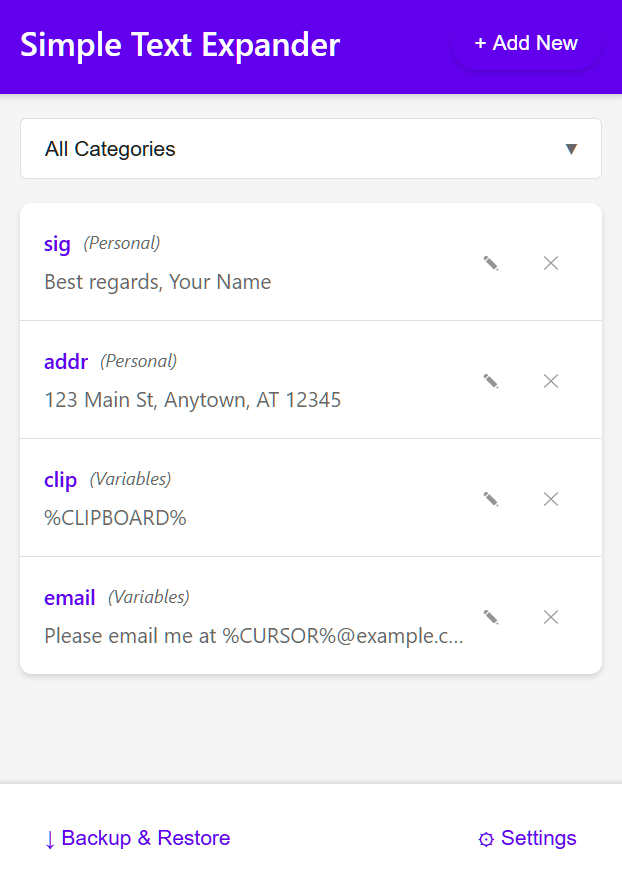 Simple Text Expander
+ Add New
All Categories
sig (Personal)
Best regards, Your Name
addr (Personal)
123 Main St, Anytown, AT 12345
clip (Variables)
%CLIPBOARD%
email (Variables)
Please email me at %CURSOR%@example.c...
↓ Backup & Restore
⚙ Settings